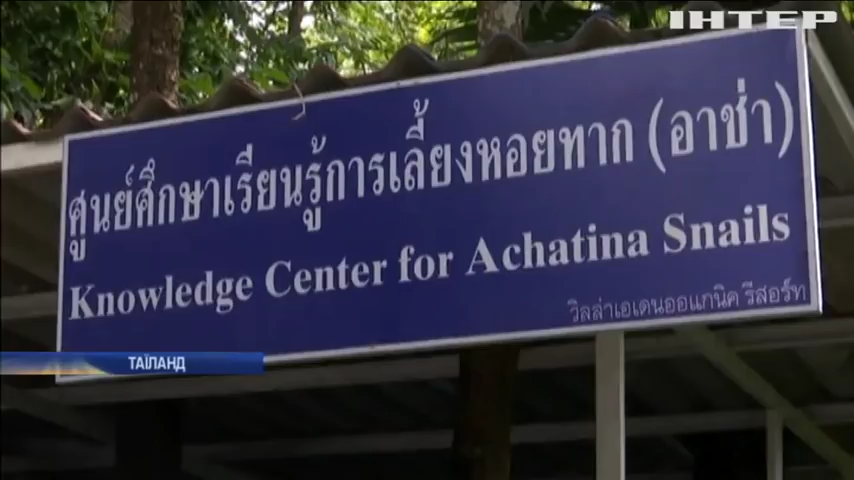 ІНТЕР
ศูนย์ศึกษาเรียนรู้การเลี้ยงหอยทาก (อาช่า)
Knowledge Center for Achatina Snails
วิลล่าเอเดนออแกนิค รีสอร์ท
ТАЇЛАНД